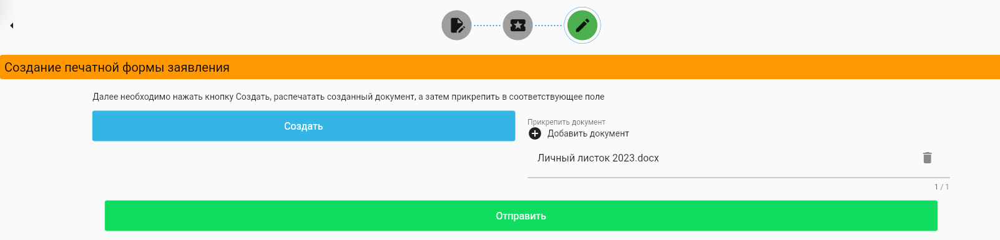 Создание печатной формы заявления
Далее необходимо нажать кнопку Создать, распечатать созданный документ, а затем прикрепить в соответствующее поле
Создать
Прикрепить документ
Добавить документ
Личный листок 2023.docx
1 / 1
Отправить